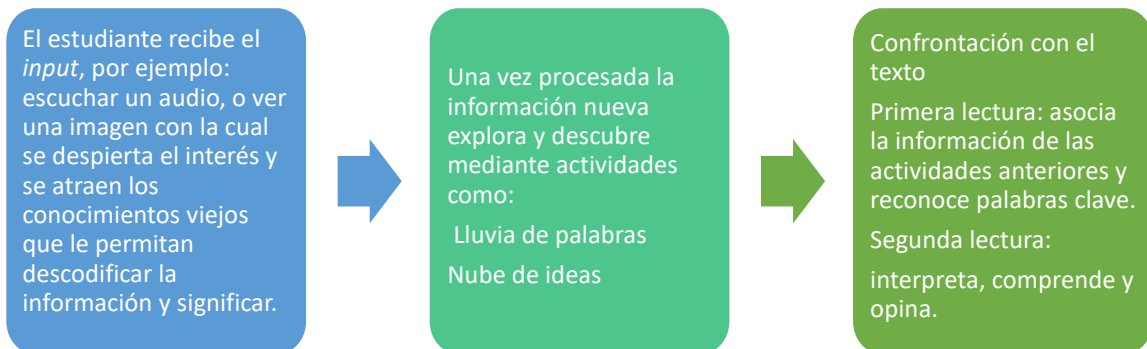 El estudiante recibe el
input, por ejemplo:
escuchar un audio, o ver
una imagen con la cual
se despierta el interés y
se atraen los
conocimientos viejos
que le permitan
descodificar la
información y significar.
Una vez procesada la
información nueva
explora y descubre
mediante actividades
como:
Lluvia de palabras
Nube de ideas
Confrontación con el
texto
Primera lectura: asocia
la información de las
actividades anteriores y
reconoce palabras clave.
Segunda lectura:
interpreta, comprende y
opina.